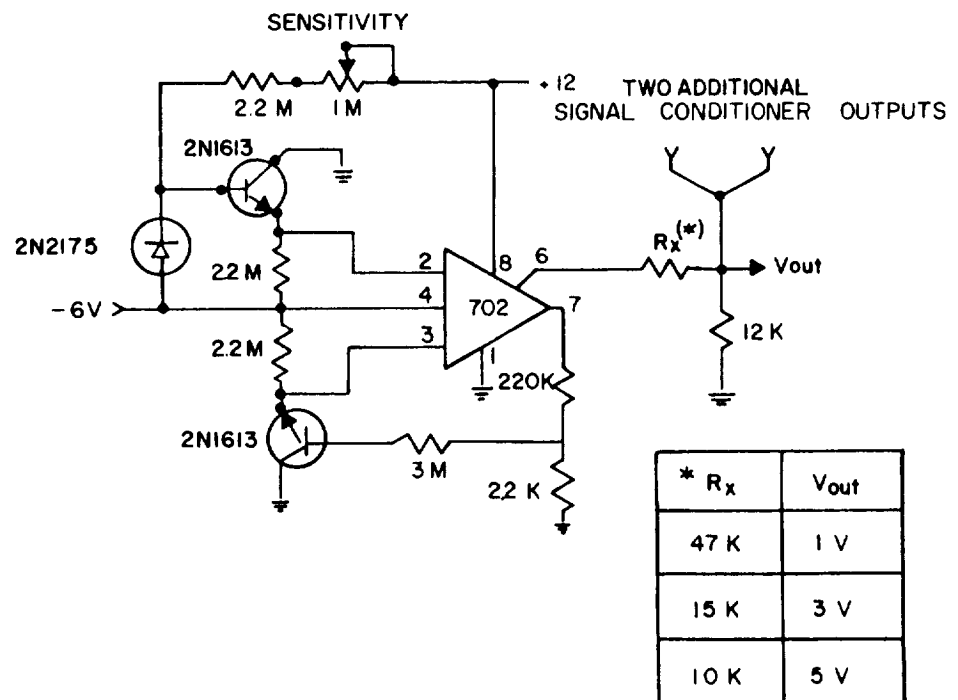 SENSITIVITY
2.2 M
1 M
+ 12
TWO ADDITIONAL
SIGNAL CONDITIONER OUTPUTS
2N1613
2N2175
22 M
2
8
6
Rx(*)
Vout
-6V
4
702
7
2.2 M
3
1
12 K
220K
2N1613
3 M
2.2 K
* Rx Vout
47 K 1 V
15 K 3 V
10 K 5 V